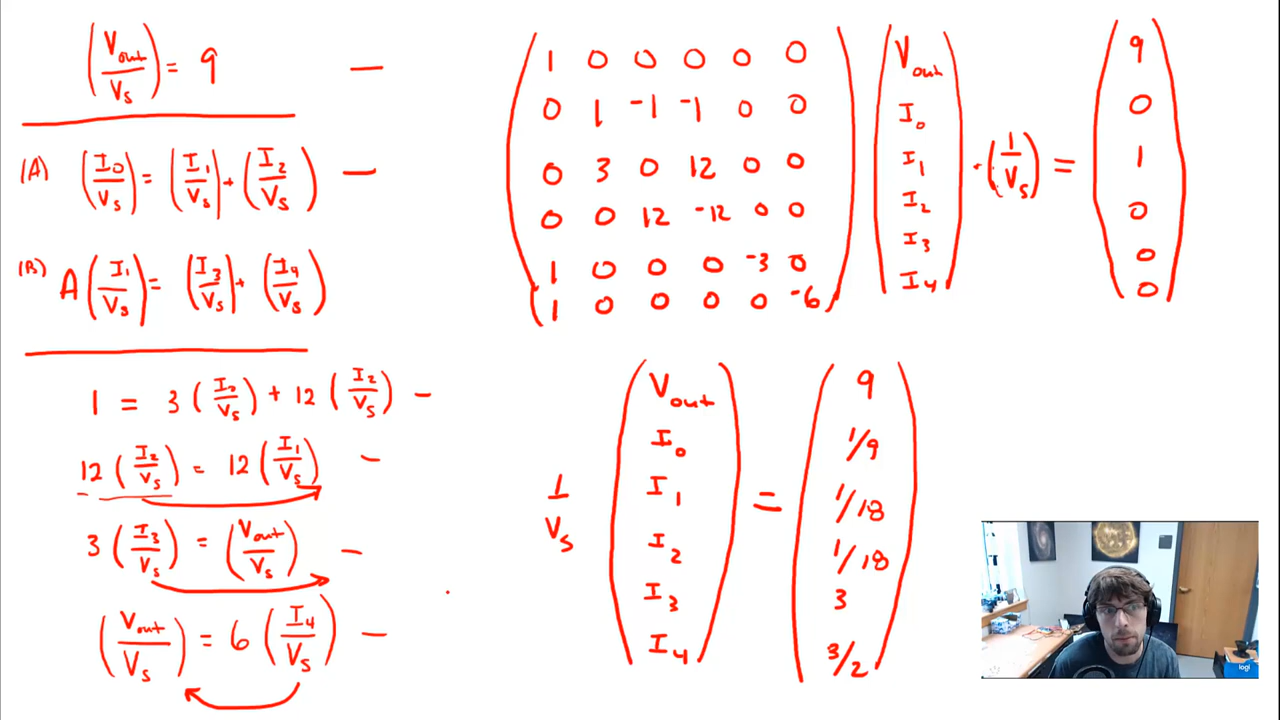 (Vout/Vs) = 9 —
(A) (I0/Vs) = (I1/Vs) + (I2/Vs) —
(B) A(I1/Vs) = (I3/Vs) + (I4/Vs)
1 = 3(I0/Vs) + 12(I2/Vs) —
12(I2/Vs) = 12(I1/Vs) —
3(I3/Vs) = (Vout/Vs) —
(Vout/Vs) = 6(I4/Vs) —
1 0 0 0 0 0
0 1 -1 -1 0 0
0 3 0 12 0 0
0 0 12 -12 0 0
1 0 0 0 -3 0
1 0 0 0 0 -6
Vout
I0
I1
I2
I3
I4
· (1/Vs) =
9
0
1
0
0
0
1/Vs
Vout
I0
I1
I2
I3
I4
=
9
1/9
1/18
1/18
3
3/2
logi